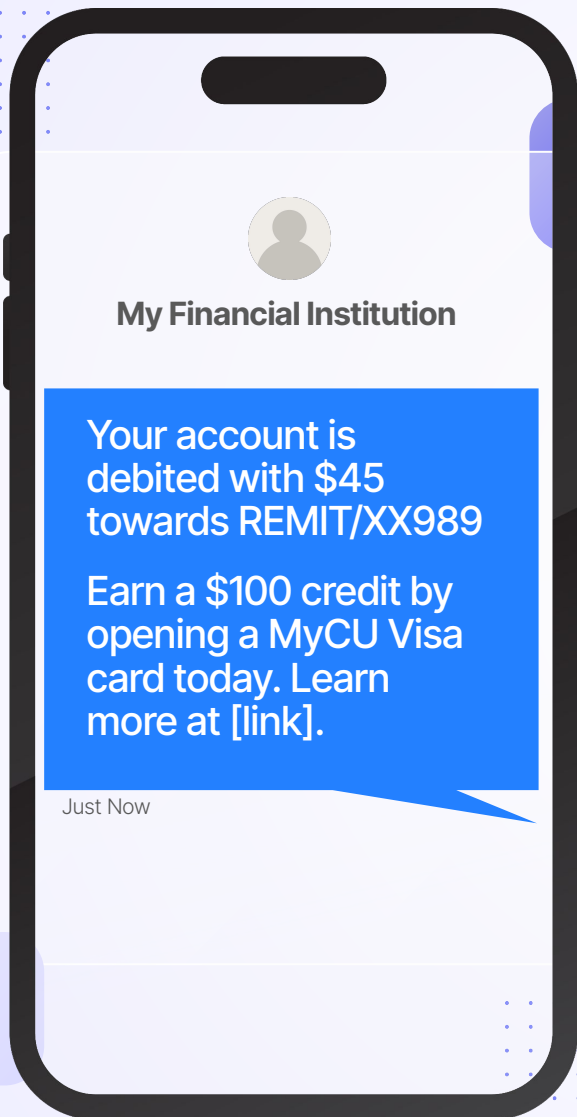 My Financial Institution
Your account is
debited with $45
towards REMIT/XX989
Earn a $100 credit by
opening a MyCU Visa
card today. Learn
more at [link].
Just Now